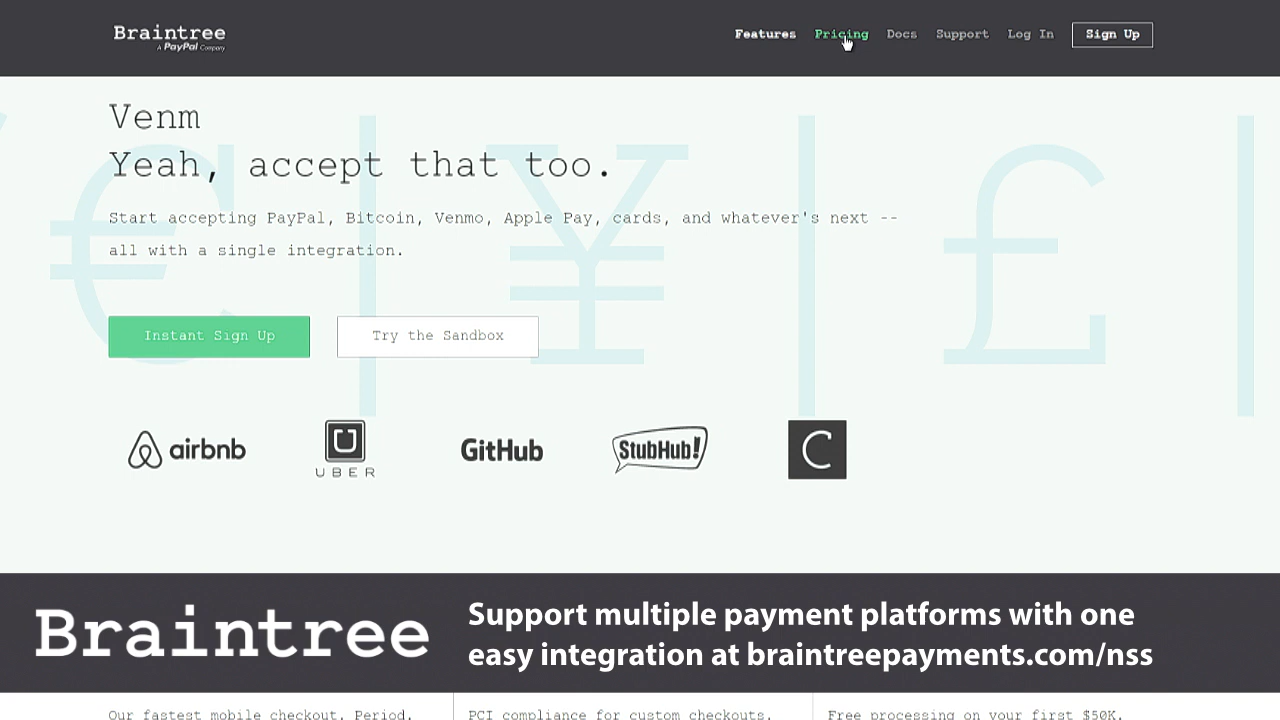 Braintree
A PayPal Company
Features Pricing Docs Support Log In Sign Up
Venm
Yeah, accept that too.
Start accepting PayPal, Bitcoin, Venmo, Apple Pay, cards, and whatever's next --
all with a single integration.
Instant Sign Up Try the Sandbox
airbnb UBER GitHub StubHub! C
€ ¥ £
Braintree
Support multiple payment platforms with one
easy integration at braintreepayments.com/nss
Our fastest mobile checkout. Period. PCI compliance for custom checkouts. Free processing on your first $50K.